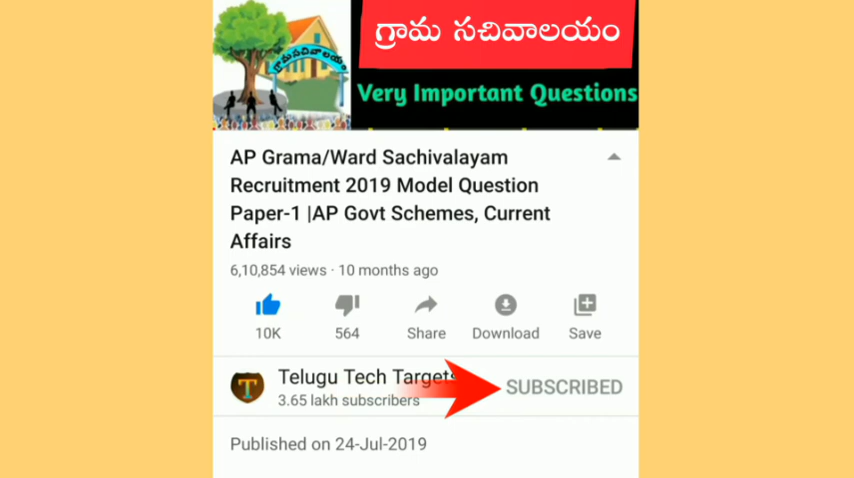 గ్రామ సచివాలయం
గ్రామసచివాలయం
Very Important Questions
AP Grama/Ward Sachivalayam
Recruitment 2019 Model Question
Paper-1 |AP Govt Schemes, Current
Affairs
6,10,854 views · 10 months ago
10K
564
Share
Download
Save
T
Telugu Tech Targets
SUBSCRIBED
3.65 lakh subscribers
Published on 24-Jul-2019